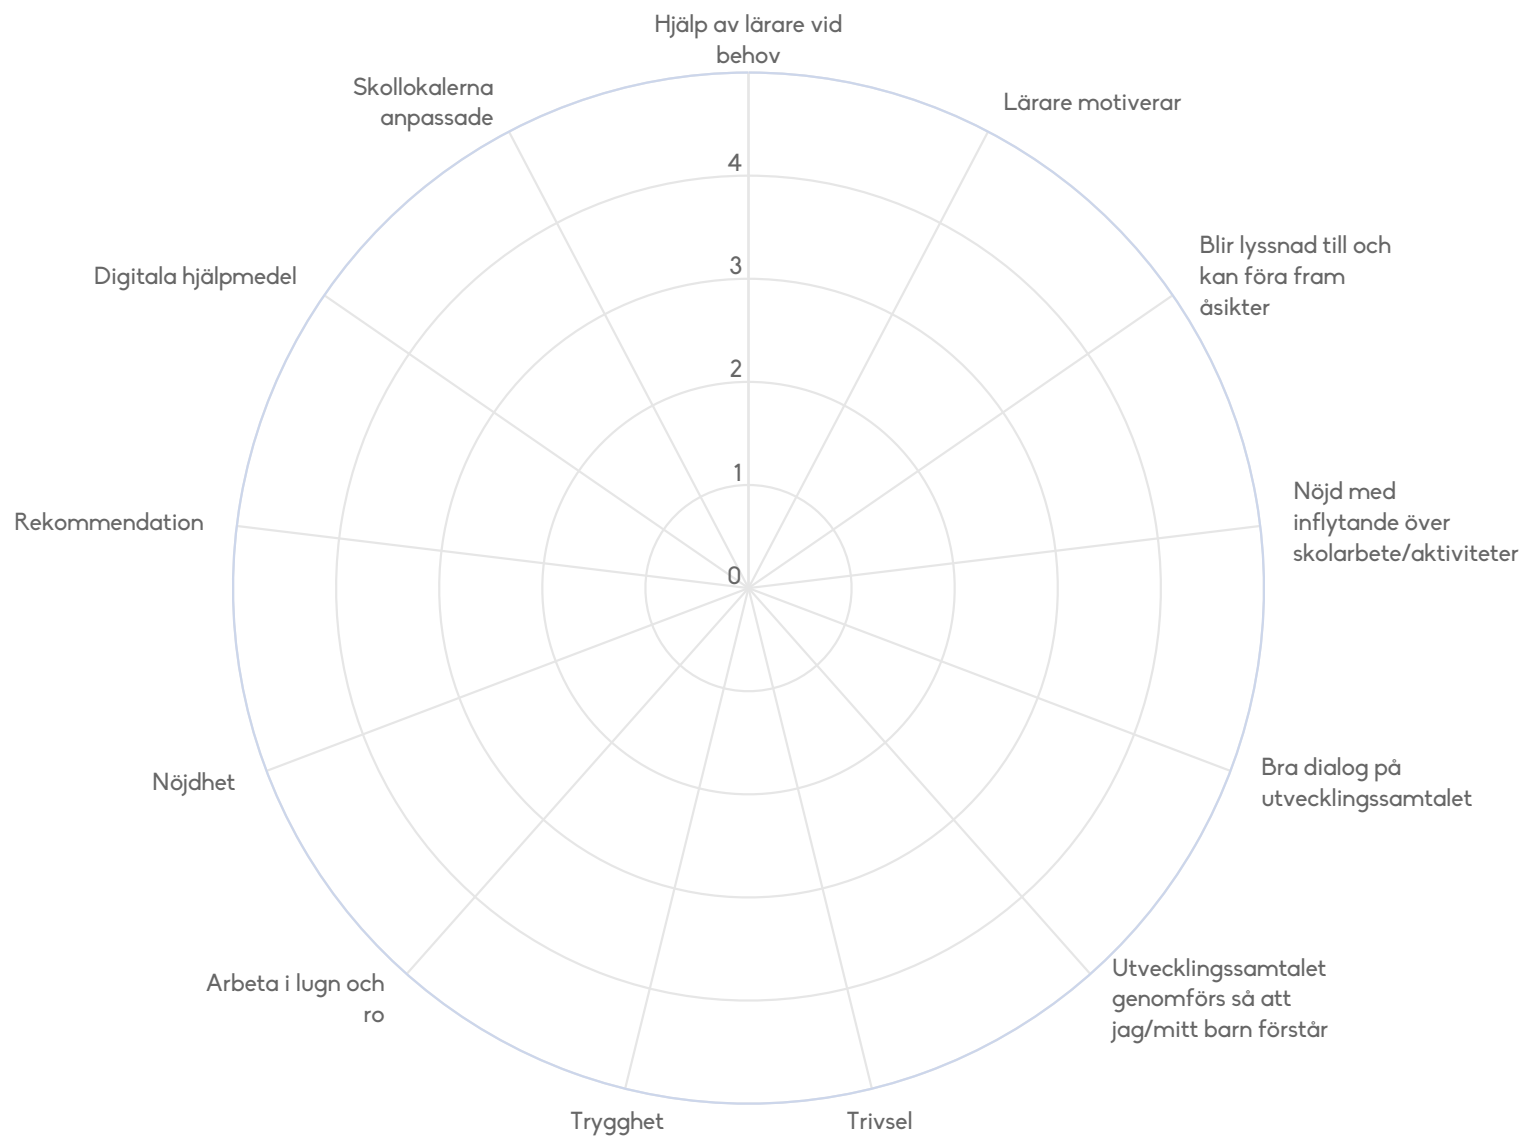 Hjälp av lärare vid
behov
Lärare motiverar
Blir lyssnad till och
kan föra fram
åsikter
Nöjd med
inflytande över
skolarbete/aktiviteter
Bra dialog på
utvecklingssamtalet
Utvecklingssamtalet
genomförs så att
jag/mitt barn förstår
Trivsel
Trygghet
Arbeta i lugn och
ro
Nöjdhet
Rekommendation
Digitala hjälpmedel
Skollokalerna
anpassade
4
3
2
1
0